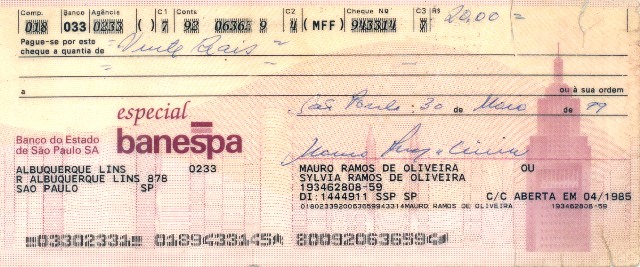 Comp. Banco Agência C1 Conta C2 Cheque Nº C3 R$
018 033 0233 ( ) 7 92 06365 9 4 (MFF) 943314 7 20,00 =
Pague-se por este
cheque a quantia de = Vinte Reais =
a ou à sua ordem
São Paulo, 30 de Maio de 99
especial
Banco do Estado
de São Paulo SA
banespa
ALBUQUERQUE LINS 0233
R ALBUQUERQUE LINS 878
SAO PAULO SP
MAURO RAMOS DE OLIVEIRA OU
SYLVIA RAMOS DE OLIVEIRA
193462808-59
DI:1444911 SSP SP C/C ABERTA EM 04/1985